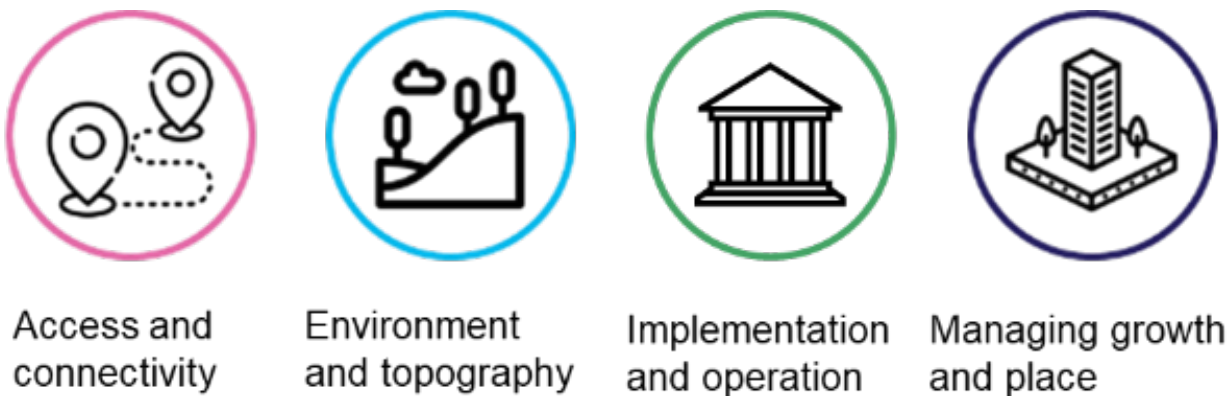 Access and
connectivity
Environment
and topography
Implementation
and operation
Managing growth
and place